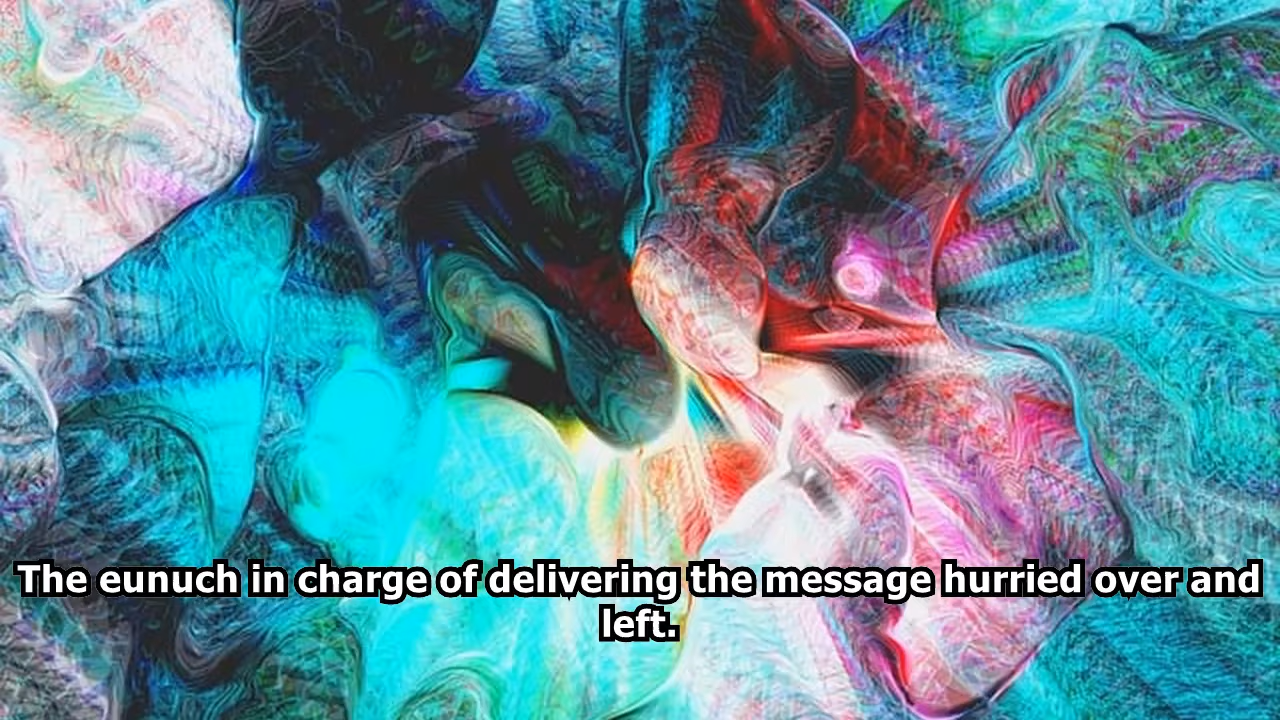 The eunuch in charge of delivering the message hurried over and
left.